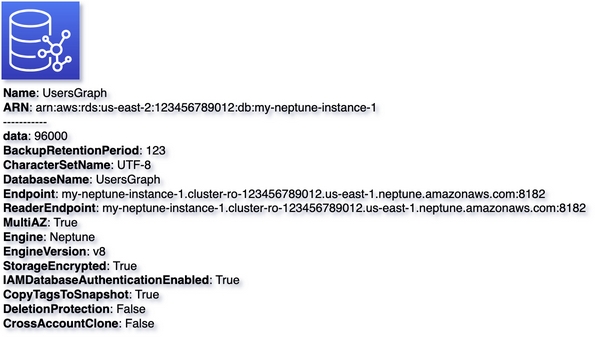 Name: UsersGraph
ARN: arn:aws:rds:us-east-2:123456789012:db:my-neptune-instance-1
-----------
data: 96000
BackupRetentionPeriod: 123
CharacterSetName: UTF-8
DatabaseName: UsersGraph
Endpoint: my-neptune-instance-1.cluster-ro-123456789012.us-east-1.neptune.amazonaws.com:8182
ReaderEndpoint: my-neptune-instance-1.cluster-ro-123456789012.us-east-1.neptune.amazonaws.com:8182
MultiAZ: True
Engine: Neptune
EngineVersion: v8
StorageEncrypted: True
IAMDatabaseAuthenticationEnabled: True
CopyTagsToSnapshot: True
DeletionProtection: False
CrossAccountClone: False